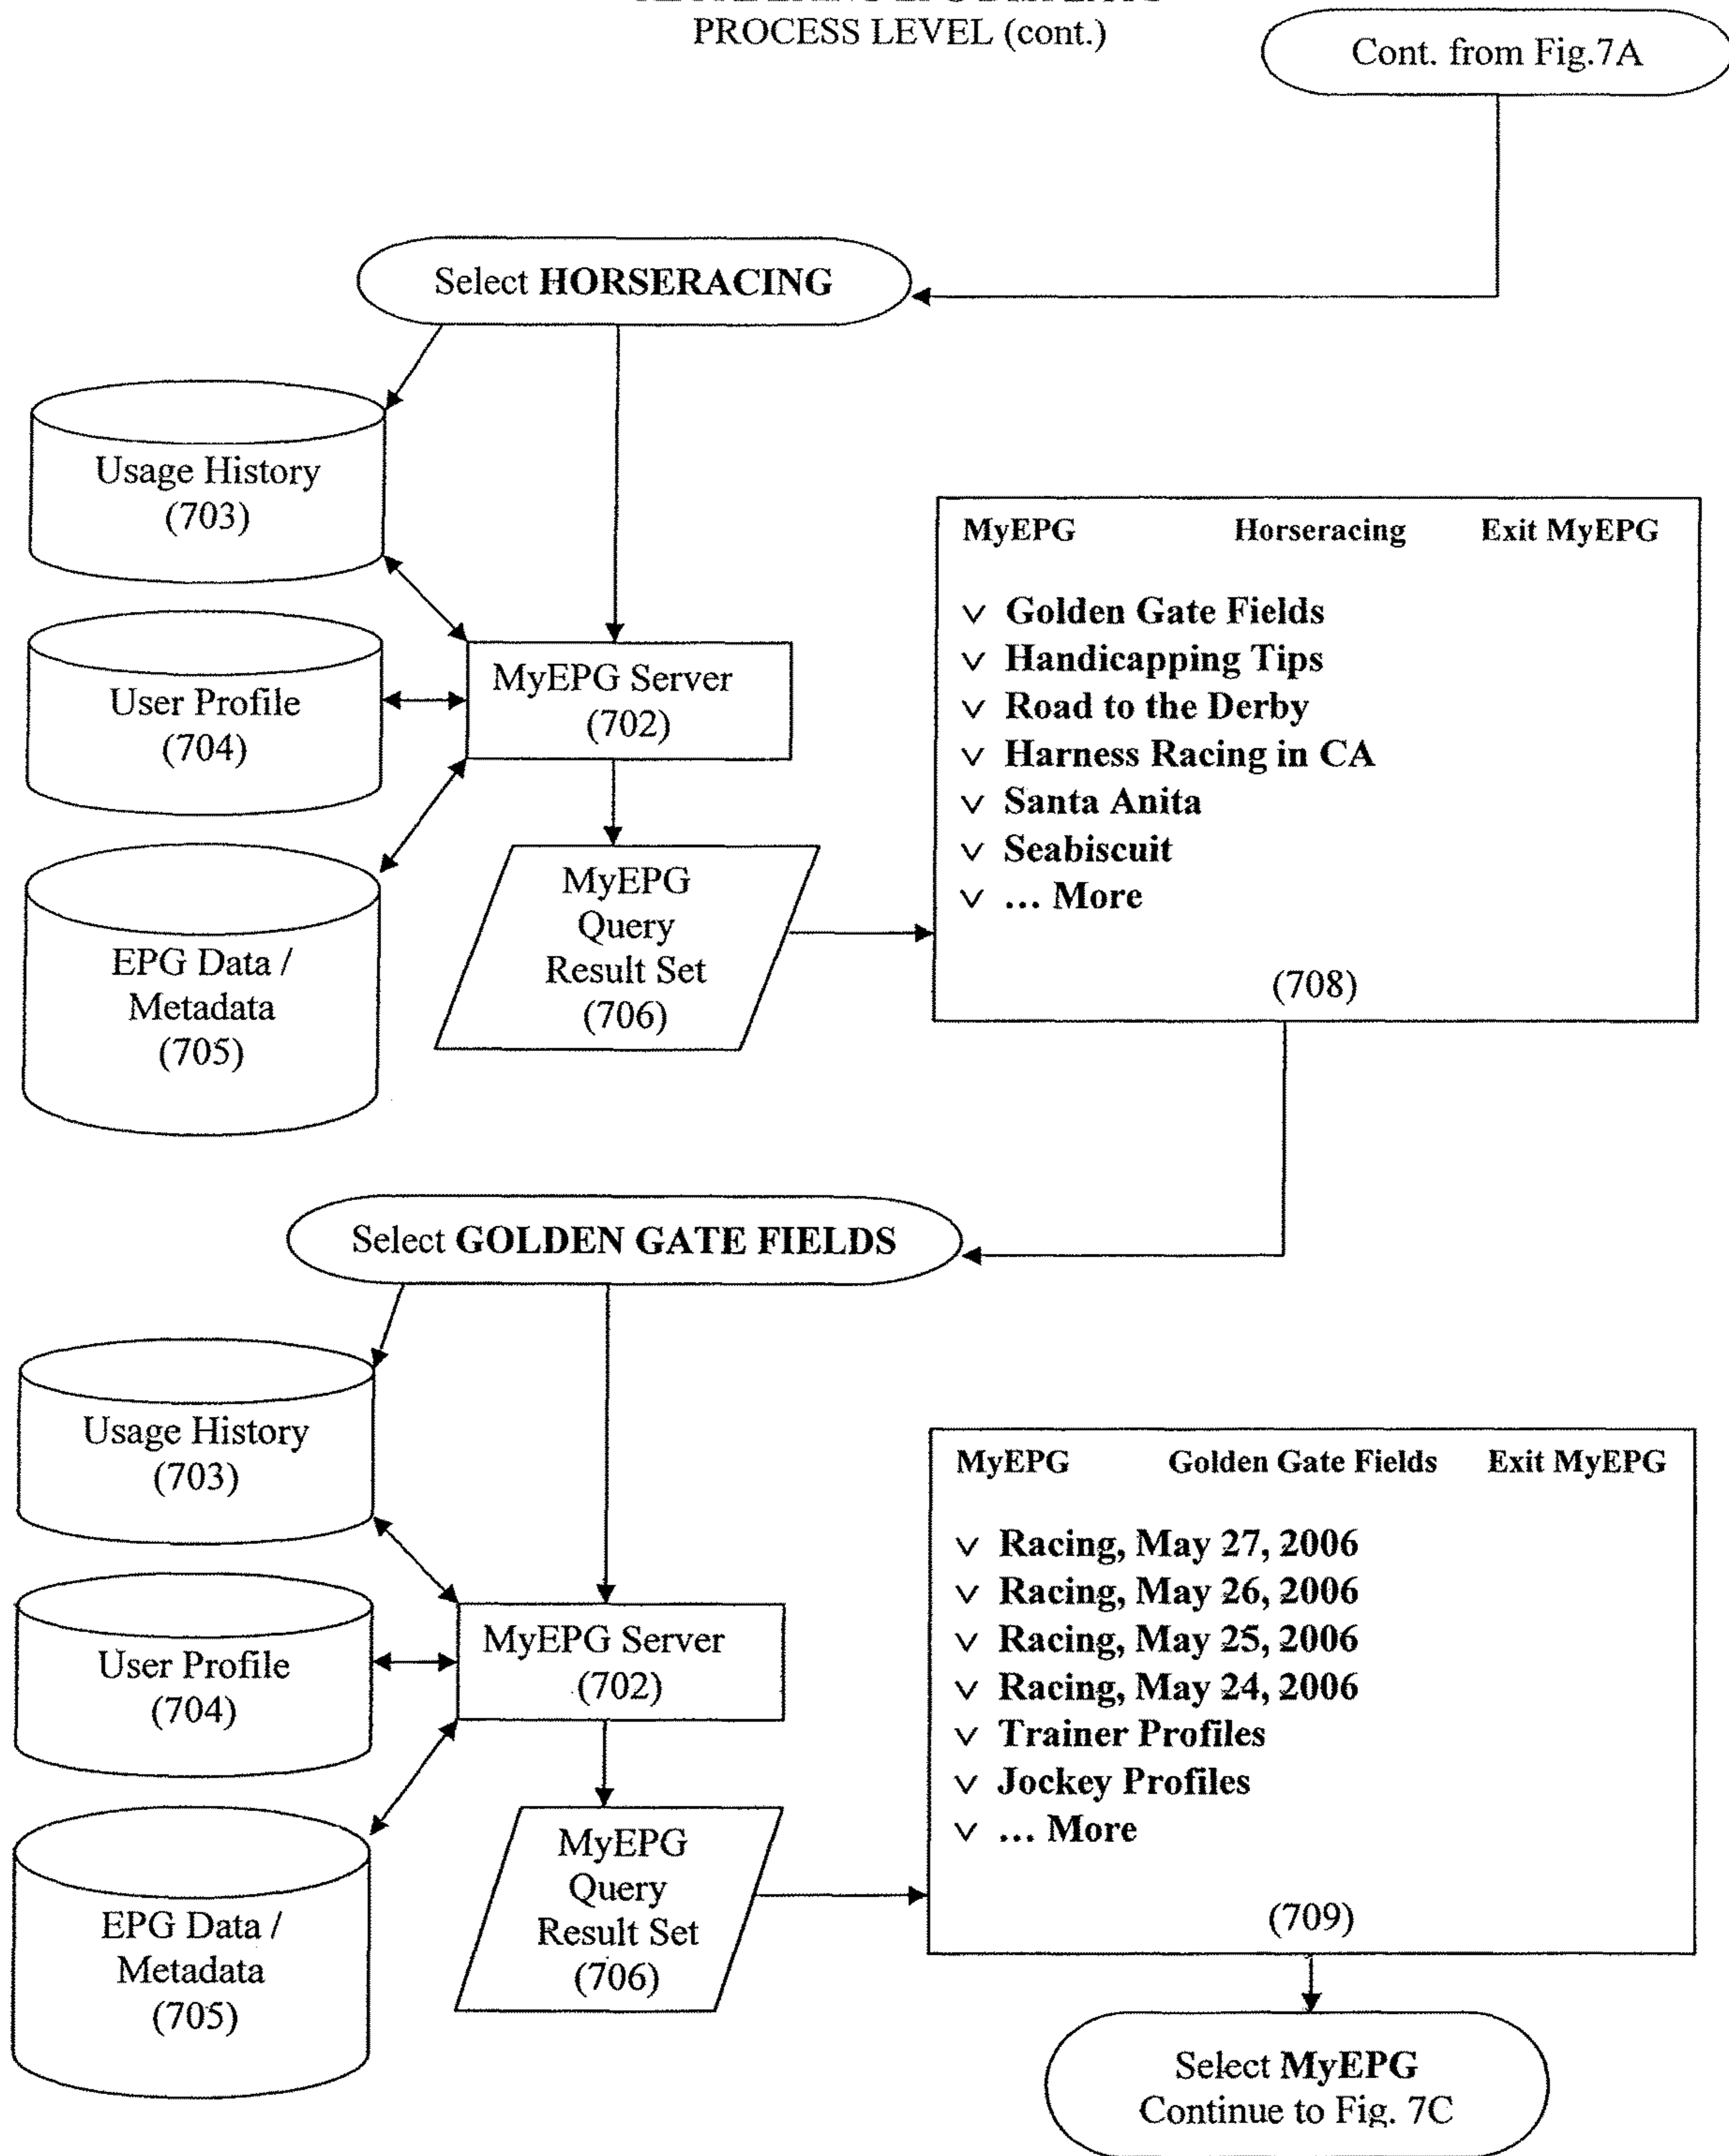 PROCESS LEVEL (cont.)
Cont. from Fig.7A
Select HORSERACING
Usage History
(703)
User Profile
(704)
EPG Data /
Metadata
(705)
MyEPG Server
(702)
MyEPG
Query
Result Set
(706)
MyEPG Horseracing Exit MyEPG
v Golden Gate Fields
v Handicapping Tips
v Road to the Derby
v Harness Racing in CA
v Santa Anita
v Seabiscuit
v ... More
(708)
Select GOLDEN GATE FIELDS
Usage History
(703)
User Profile
(704)
EPG Data /
Metadata
(705)
MyEPG Server
(702)
MyEPG
Query
Result Set
(706)
MyEPG Golden Gate Fields Exit MyEPG
v Racing, May 27, 2006
v Racing, May 26, 2006
v Racing, May 25, 2006
v Racing, May 24, 2006
v Trainer Profiles
v Jockey Profiles
v ... More
(709)
Select MyEPG
Continue to Fig. 7C